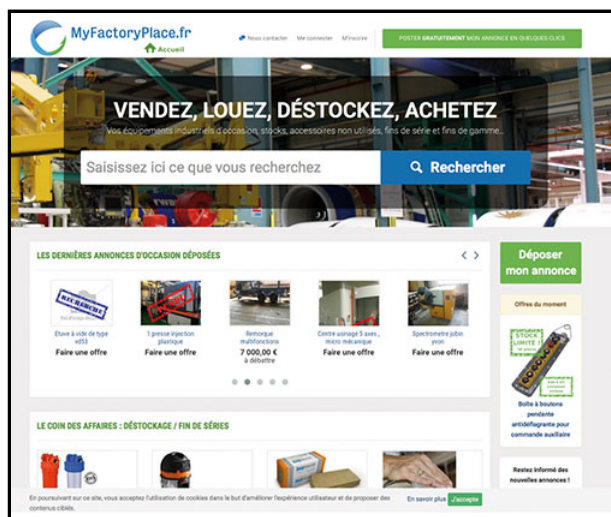 MyFactoryPlace.fr
Accueil
Nous contacter Me connecter M'inscrire
POSTER GRATUITEMENT MON ANNONCE EN QUELQUES CLICS
VENDEZ, LOUEZ, DÉSTOCKEZ, ACHETEZ
Vos équipements industriels d'occasion, stocks, accessoires non utilisés, fins de série et fins de gamme...
Saisissez ici ce que vous recherchez
Rechercher
LES DERNIÈRES ANNONCES D'OCCASION DÉPOSÉES
RECHERCHE
Etuve à vide de type
vd53
Faire une offre
1 presse injection
plastique
Faire une offre
Remorque
multifonctions
7 000,00 €
à débattre
Centre usinage 5 axes ,
micro mécanique
Faire une offre
Spectrometre jobin
yvon
Faire une offre
Déposer
mon annonce
Offres du moment
STOCK
LIMITÉ !
Boîte à boutons
pendante
antidéflagrante pour
commande auxiliaire
LE COIN DES AFFAIRES : DÉSTOCKAGE / FIN DE SÉRIES
Restez informé des
nouvelles annonces !
En poursuivant sur ce site, vous acceptez l'utilisation de cookies dans le but d'améliorer l'expérience utilisateur et de proposer des
contenus ciblés.
En savoir plus J'accepte